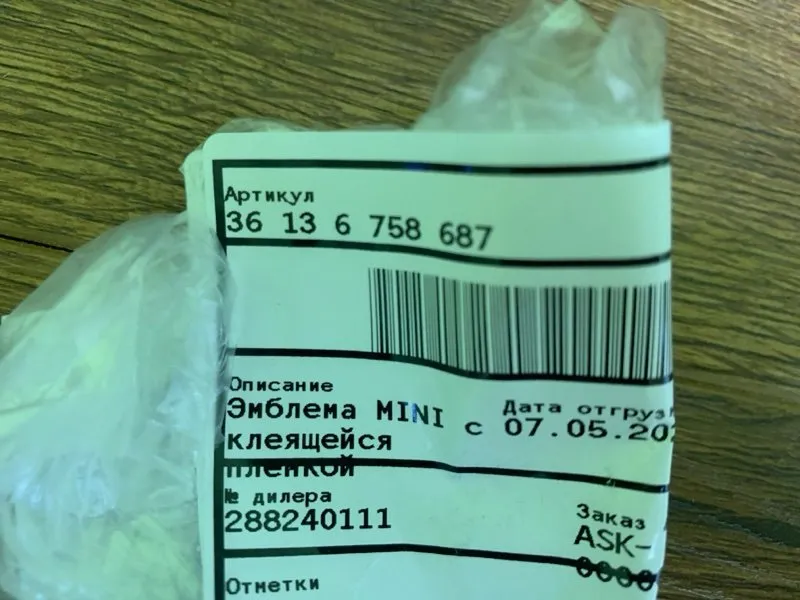 Артикул
36 13 6 758 687
Описание
Эмблема MINI с
клеящейся
пленкой
Дата отгруз
07.05.20
№ дилера
288240111
Заказ
ASK-
0000
Отметки